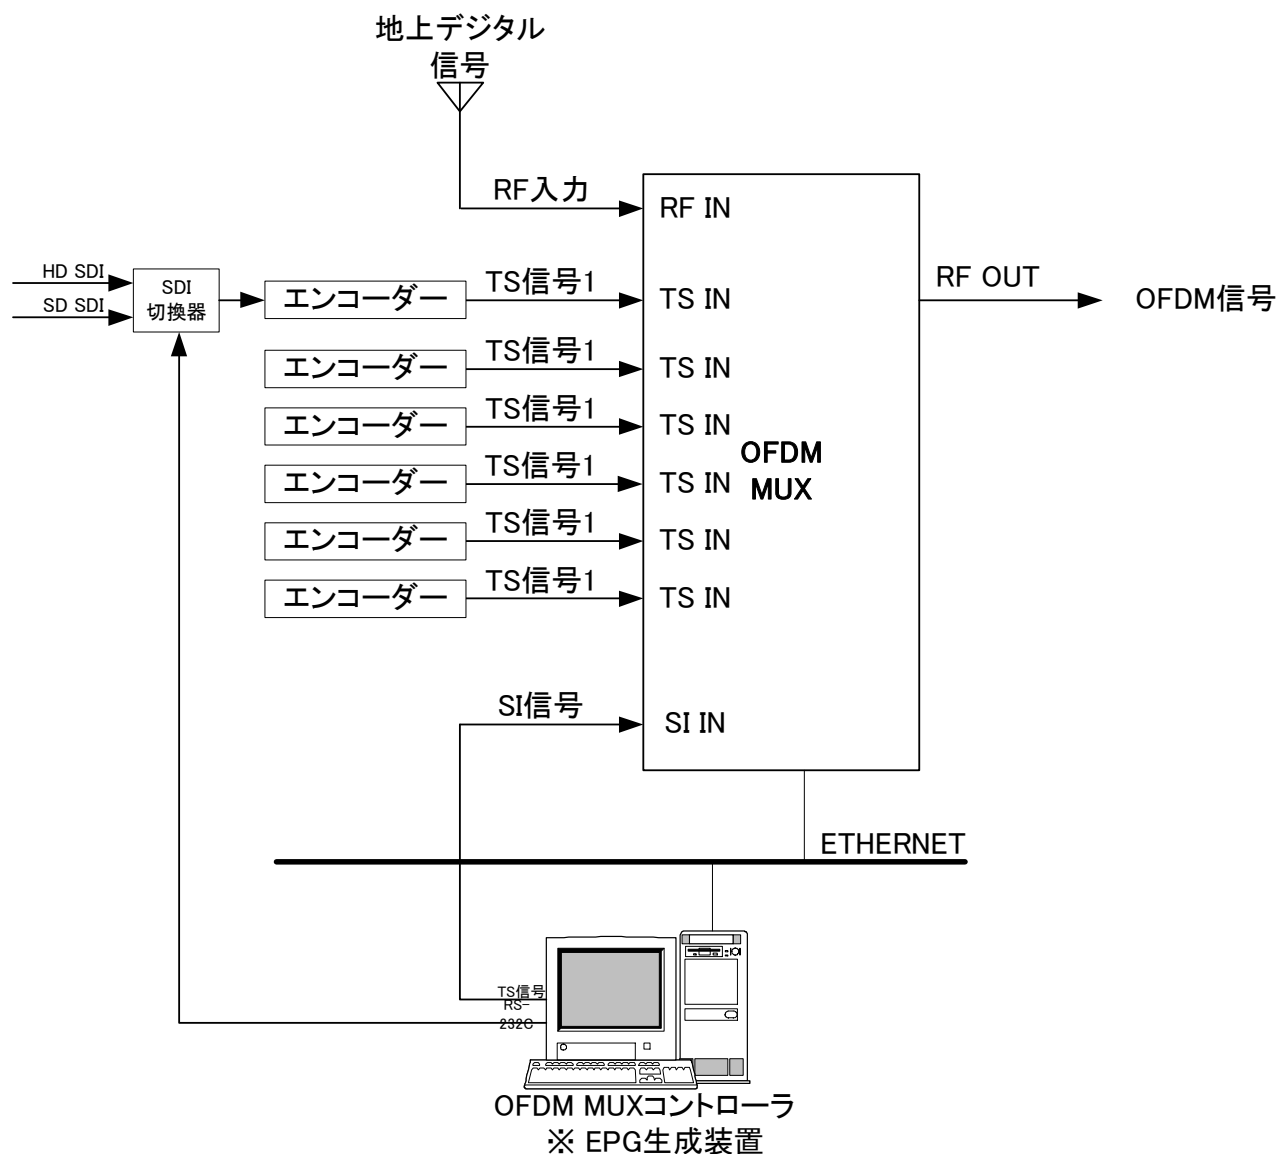 地上デジタル
信号
RF入力
RF IN
HD SDI
SD SDI
SDI
切換器
エンコーダー
TS信号1
TS IN
RF OUT
OFDM信号
エンコーダー
TS信号1
TS IN
エンコーダー
TS信号1
TS IN
OFDM
MUX
エンコーダー
TS信号1
TS IN
エンコーダー
TS信号1
TS IN
エンコーダー
TS信号1
TS IN
SI信号
SI IN
ETHERNET
TS信号
RS-
232C
OFDM MUXコントローラ
※ EPG生成装置